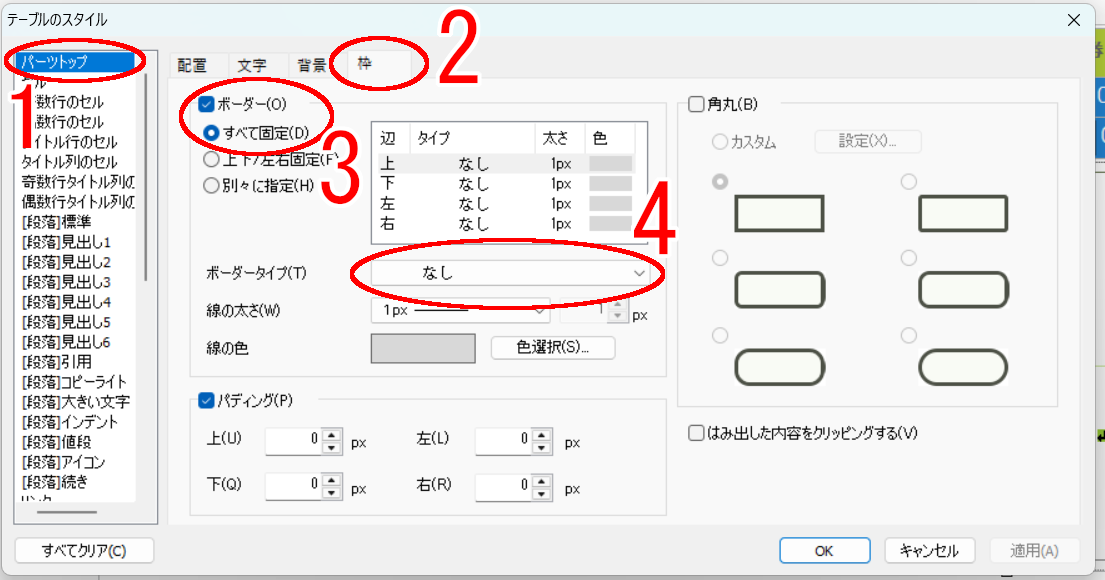 テーブルのスタイル
パーツトップ
セル
数行のセル
数行のセル
イトル行のセル
タイトル列のセル
奇数行タイトル列の
偶数行タイトル列の
[段落]標準
[段落]見出し1
[段落]見出し2
[段落]見出し3
[段落]見出し4
[段落]見出し5
[段落]見出し6
[段落]引用
[段落]コピーライト
[段落]大きい文字
[段落]インデント
[段落]値段
[段落]アイコン
[段落]続き
リンク
すべてクリア(C)
1
配置 文字 背景 枠
2
ボーダー(O)
すべて固定(D)
上下/左右固定(F)
別々に指定(H)
3
辺 タイプ 太さ 色
上 なし 1px
下 なし 1px
左 なし 1px
右 なし 1px
4
ボーダータイプ(T) なし
線の太さ(W) 1px 1 px
線の色 色選択(S)...
パディング(P)
上(U) 0 px 左(L) 0 px
下(Q) 0 px 右(R) 0 px
角丸(B)
カスタム 設定(X)...
はみ出した内容をクリッピングする(V)
OK キャンセル 適用(A)